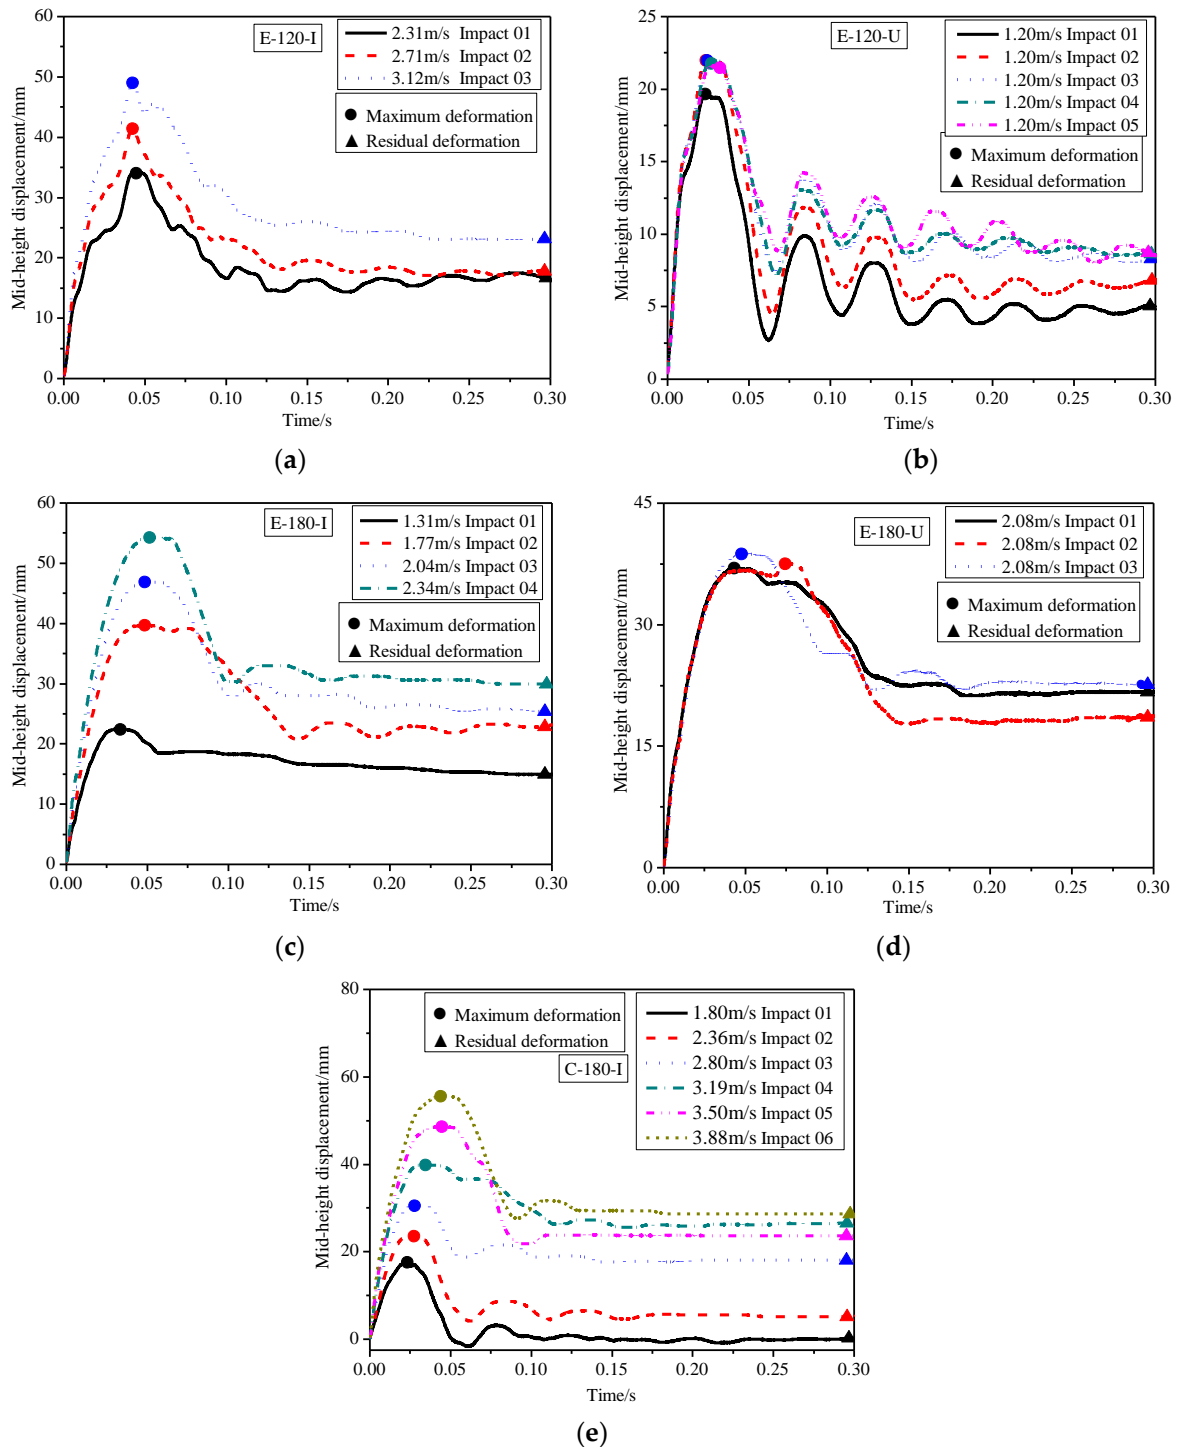 60
50
40
30
20
10
0
Mid-height displacement/mm
E-120-I
2.31m/s Impact 01
2.71m/s Impact 02
3.12m/s Impact 03
Maximum deformation
Residual deformation
0.00 0.05 0.10 0.15 0.20 0.25 0.30
Time/s
(a)
25
20
15
10
5
0
Mid-height displacement/mm
E-120-U
1.20m/s Impact 01
1.20m/s Impact 02
1.20m/s Impact 03
1.20m/s Impact 04
1.20m/s Impact 05
Maximum deformation
Residual deformation
0.00 0.05 0.10 0.15 0.20 0.25 0.30
Time/s
(b)
60
50
40
30
20
10
0
Mid-height displacement/mm
E-180-I
1.31m/s Impact 01
1.77m/s Impact 02
2.04m/s Impact 03
2.34m/s Impact 04
Maximum deformation
Residual deformation
0.00 0.05 0.10 0.15 0.20 0.25 0.30
Time/s
(c)
45
30
15
0
Mid-height displacement/mm
E-180-U
2.08m/s Impact 01
2.08m/s Impact 02
2.08m/s Impact 03
Maximum deformation
Residual deformation
0.00 0.05 0.10 0.15 0.20 0.25 0.30
Time/s
(d)
80
60
40
20
0
Mid-height displacement/mm
Maximum deformation
Residual deformation
C-180-I
1.80m/s Impact 01
2.36m/s Impact 02
2.80m/s Impact 03
3.19m/s Impact 04
3.50m/s Impact 05
3.88m/s Impact 06
0.00 0.05 0.10 0.15 0.20 0.25 0.30
Time/s
(e)